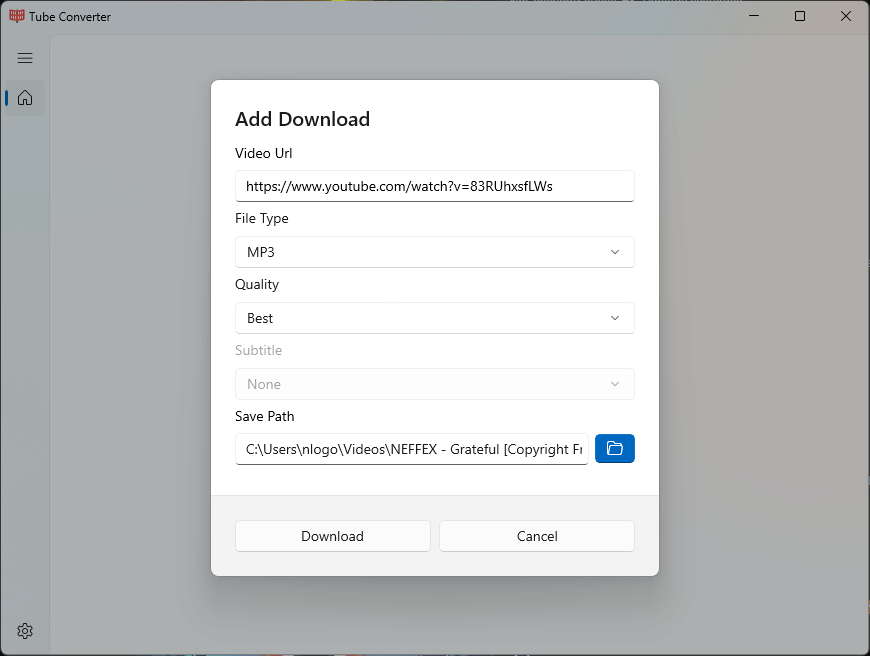 Tube Converter
Add Download
Video Url
https://www.youtube.com/watch?v=83RUhxsfLWs
File Type
MP3
Quality
Best
Subtitle
None
Save Path
C:\Users\nlogo\Videos\NEFFEX - Grateful [Copyright Fr
Download
Cancel